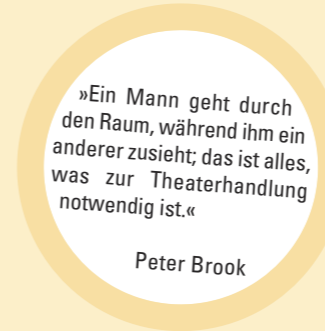 »Ein Mann geht durch
den Raum, während ihm ein
anderer zusieht; das ist alles,
was zur Theaterhandlung
notwendig ist.«
Peter Brook